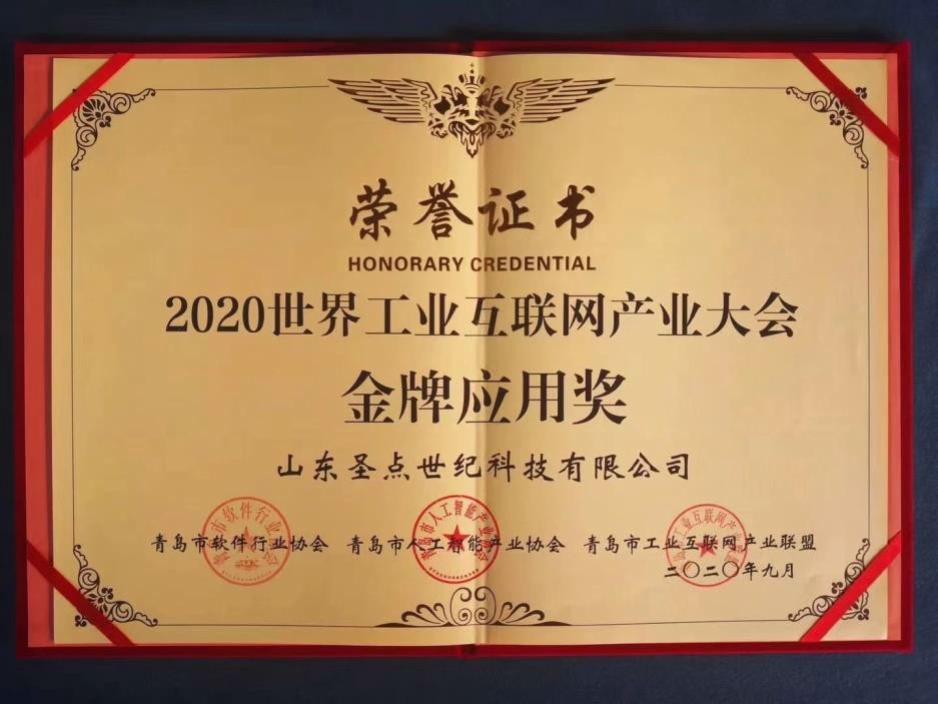 荣誉证书
HONORARY CREDENTIAL
2020世界工业互联网产业大会
金牌应用奖
山东圣点世纪科技有限公司
青岛市软件行业协会 青岛市人工智能产业协会 青岛市工业互联网产业联盟
二〇二〇年九月